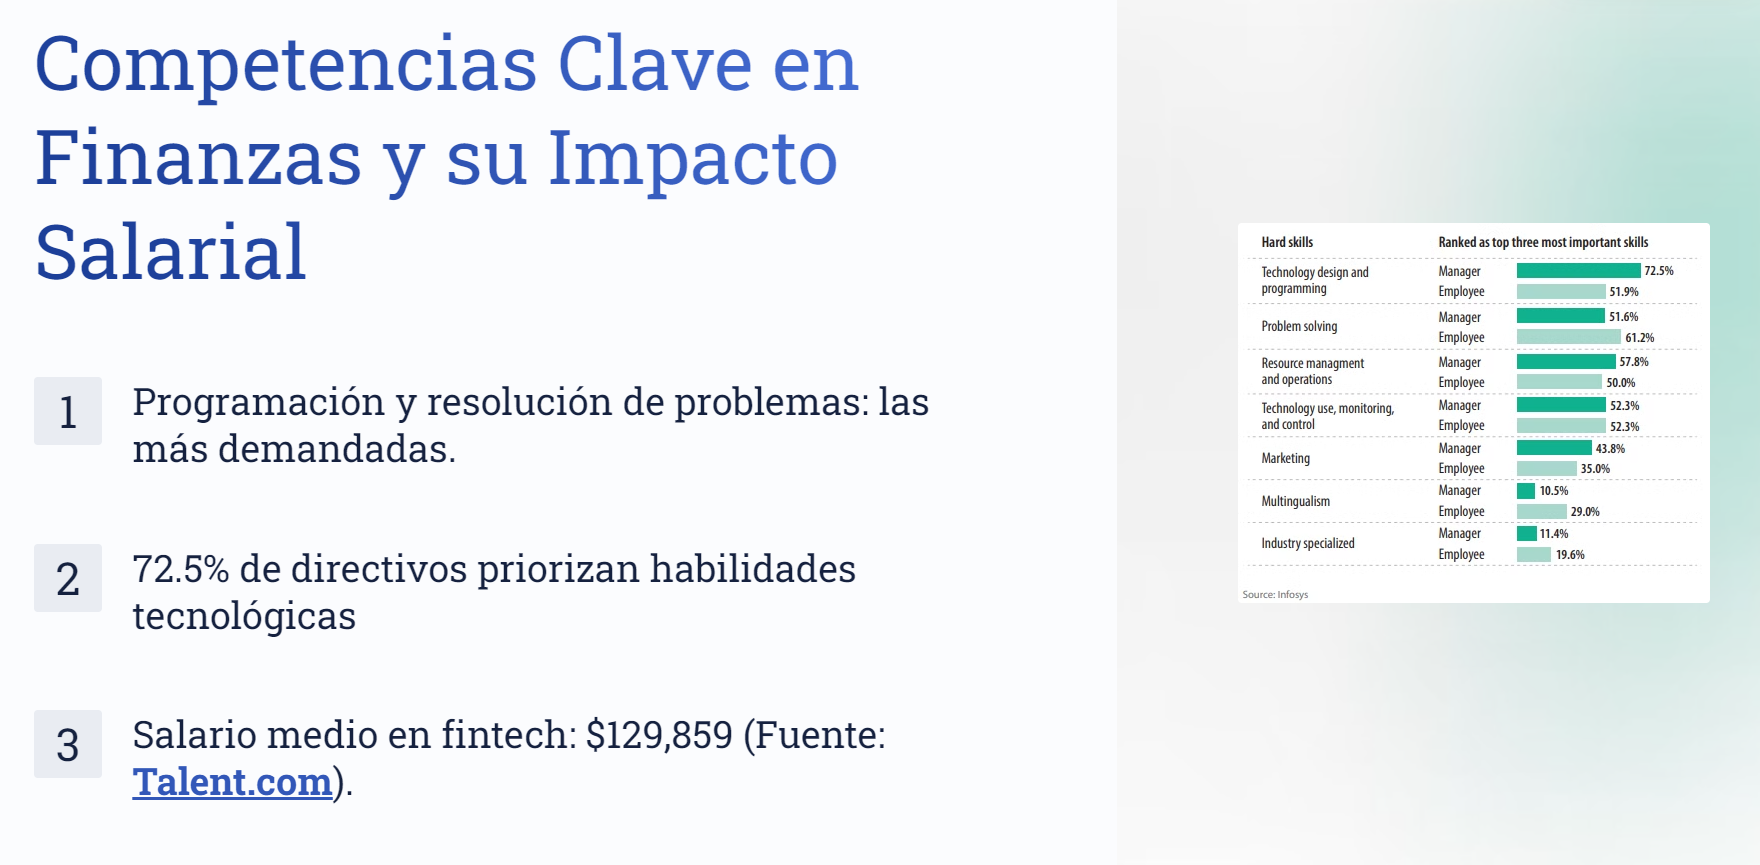 Competencias Clave en
Finanzas y su Impacto
Salarial
1
Programación y resolución de problemas: las
más demandadas.
2
72.5% de directivos priorizan habilidades
tecnológicas
3
Salario medio en fintech: $129,859 (Fuente:
Talent.com).
Hard skills Ranked as top three most important skills
Technology design and
programming
Manager 72.5%
Employee 51.9%
Problem solving
Manager 51.6%
Employee 61.2%
Resource managment
and operations
Manager 57.8%
Employee 50.0%
Technology use, monitoring,
and control
Manager 52.3%
Employee 52.3%
Marketing
Manager 43.8%
Employee 35.0%
Multingualism
Manager 10.5%
Employee 29.0%
Industry specialized
Manager 11.4%
Employee 19.6%
Source: Infosys